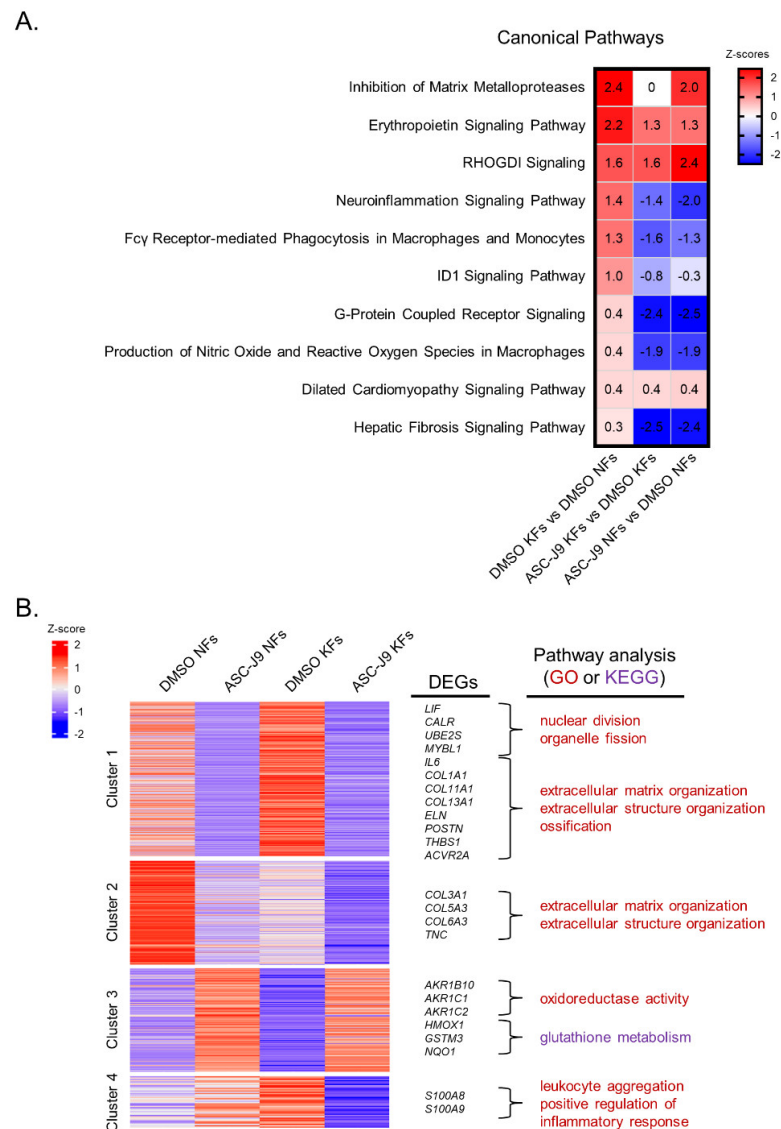 A.
Canonical Pathways
Z-scores
Inhibition of Matrix Metalloproteases 2.4 0 2.0
Erythropoietin Signaling Pathway 2.2 1.3 1.3
RHOGDI Signaling 1.6 1.6 2.4
Neuroinflammation Signaling Pathway 1.4 -1.4 -2.0
Fcγ Receptor-mediated Phagocytosis in Macrophages and Monocytes 1.3 -1.6 -1.3
ID1 Signaling Pathway 1.0 -0.8 -0.3
G-Protein Coupled Receptor Signaling 0.4 -2.4 -2.5
Production of Nitric Oxide and Reactive Oxygen Species in Macrophages 0.4 -1.9 -1.9
Dilated Cardiomyopathy Signaling Pathway 0.4 0.4 0.4
Hepatic Fibrosis Signaling Pathway 0.3 -2.5 -2.4
2
1
0
-1
-2
DMSO KFs vs DMSO NFs
ASC-J9 KFs vs DMSO KFs
ASC-J9 NFs vs DMSO NFs
B.
Z-score
2
1
0
-1
-2
DMSO NFs
ASC-J9 NFs
DMSO KFs
ASC-J9 KFs
DEGs
Pathway analysis
(GO or KEGG)
Cluster 1
LIF
CALR
UBE2S
MYBL1
nuclear division
organelle fission
IL6
COL1A1
COL11A1
COL13A1
ELN
POSTN
THBS1
ACVR2A
extracellular matrix organization
extracellular structure organization
ossification
Cluster 2
COL3A1
COL5A3
COL6A3
TNC
extracellular matrix organization
extracellular structure organization
Cluster 3
AKR1B10
AKR1C1
AKR1C2
oxidoreductase activity
HMOX1
GSTM3
NQO1
glutathione metabolism
Cluster 4
S100A8
S100A9
leukocyte aggregation
positive regulation of
inflammatory response